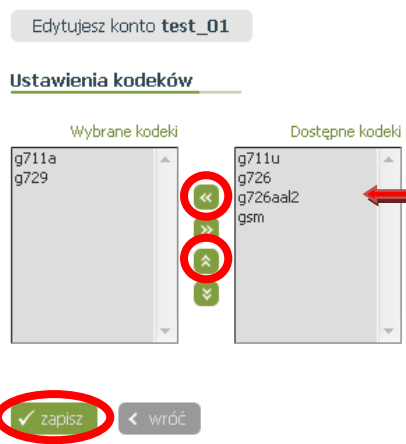 Edytujesz konto test_01
Ustawienia kodeków
Wybrane kodeki
g711a
g729
Dostępne kodeki
g711u
g726
g726aal2
gsm
zapisz
wróć